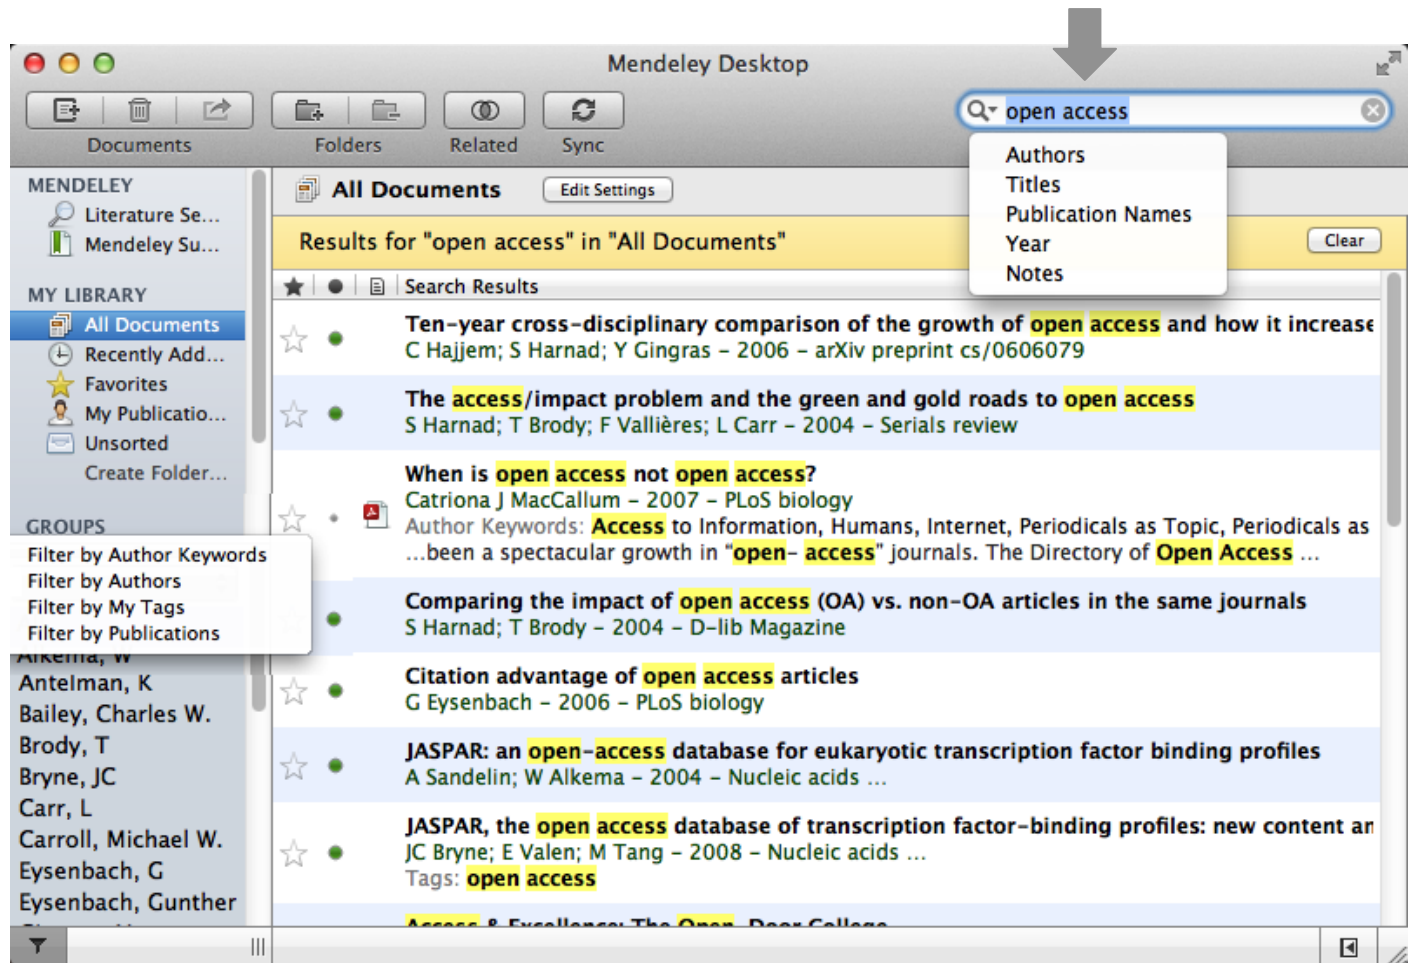 Mendeley Desktop
open access
Documents
Folders
Related
Sync
Authors
Titles
Publication Names
Year
Notes
MENDELEY
Literature Se...
Mendeley Su...
MY LIBRARY
All Documents
Recently Add...
Favorites
My Publicatio...
Unsorted
Create Folder...
GROUPS
Filter by Author Keywords
Filter by Authors
Filter by My Tags
Filter by Publications
Alkema, W
Antelman, K
Bailey, Charles W.
Brody, T
Bryne, JC
Carr, L
Carroll, Michael W.
Eysenbach, G
Eysenbach, Gunther
All Documents
Edit Settings
Results for "open access" in "All Documents"
Clear
Search Results
Ten-year cross-disciplinary comparison of the growth of open access and how it increase
C Hajjem; S Harnad; Y Gingras - 2006 - arXiv preprint cs/0606079
The access/impact problem and the green and gold roads to open access
S Harnad; T Brody; F Vallières; L Carr - 2004 - Serials review
When is open access not open access?
Catriona J MacCallum - 2007 - PLoS biology
Author Keywords: Access to Information, Humans, Internet, Periodicals as Topic, Periodicals as
...been a spectacular growth in “open- access” journals. The Directory of Open Access ...
Comparing the impact of open access (OA) vs. non-OA articles in the same journals
S Harnad; T Brody - 2004 - D-lib Magazine
Citation advantage of open access articles
G Eysenbach - 2006 - PLoS biology
JASPAR: an open-access database for eukaryotic transcription factor binding profiles
A Sandelin; W Alkema - 2004 - Nucleic acids ...
JASPAR, the open access database of transcription factor-binding profiles: new content an
JC Bryne; E Valen; M Tang - 2008 - Nucleic acids ...
Tags: open access
Access & Excellence: The Open Door College